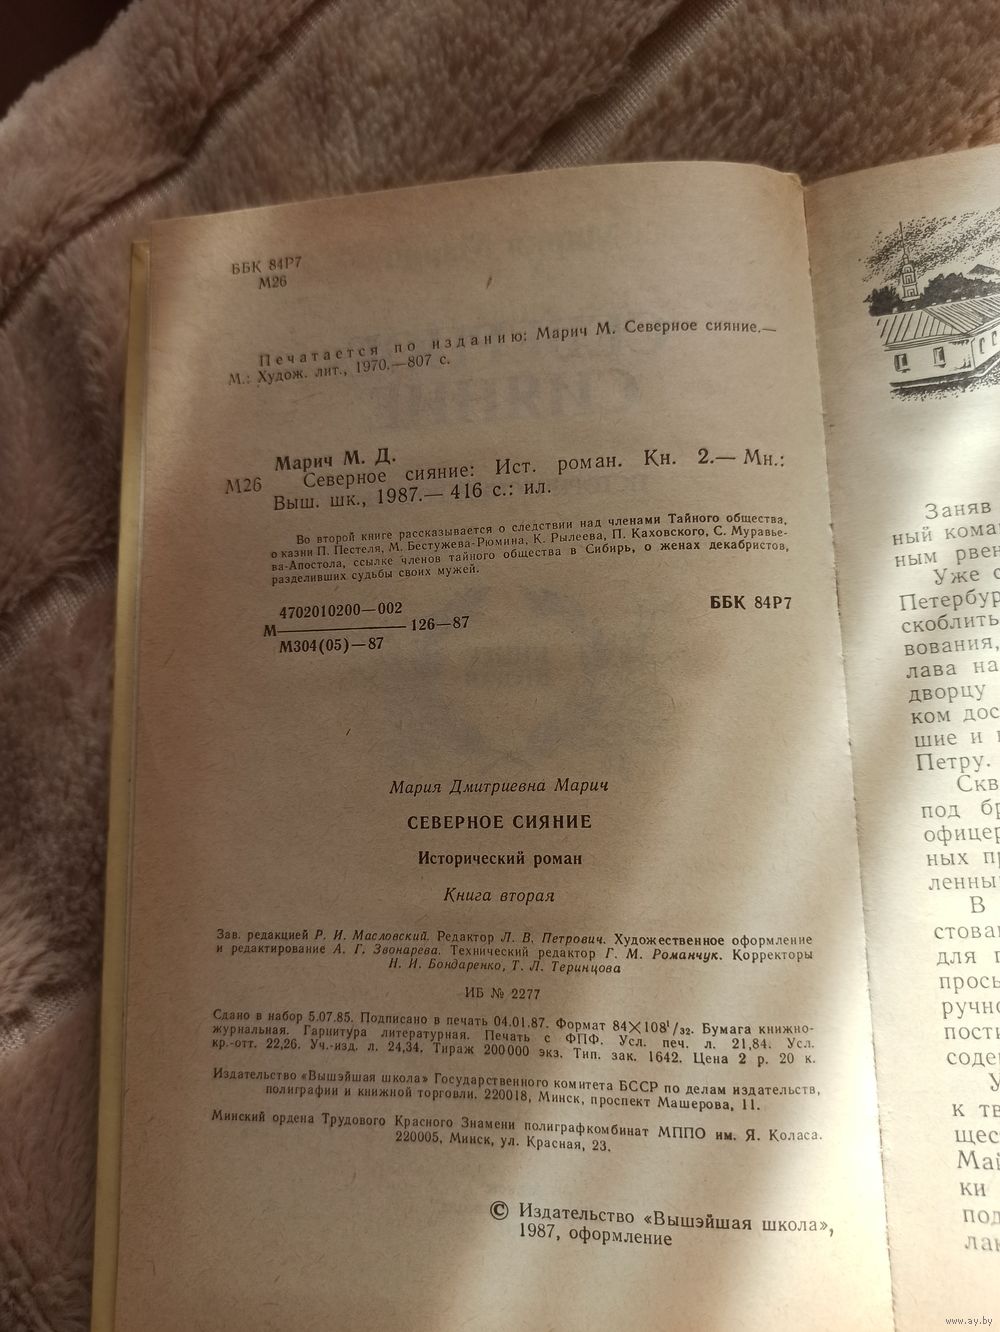 ББК 84Р7
М26
Печатается по изданию: Марич М. Северное сияние.—
М.: Худож. лит., 1970.—807 с.
Марич М. Д.
М26 Северное сияние: Ист. роман. Кн. 2.— Мн.:
Выш. шк., 1987.— 416 с.: ил.
Во второй книге рассказывается о следствии над членами Тайного общества,
о казни П. Пестеля, М. Бестужева-Рюмина, К. Рылеева, П. Каховского, С. Муравье-
ва-Апостола, ссылке членов тайного общества в Сибирь, о женах декабристов,
разделивших судьбы своих мужей.
4702010200—002
М 126—87
М304(05)—87
ББК 84Р7
Мария Дмитриевна Марич
СЕВЕРНОЕ СИЯНИЕ
Исторический роман
Книга вторая
Зав. редакцией Р. И. Масловский. Редактор Л. В. Петрович. Художественное оформление
и редактирование А. Г. Звонарева. Технический редактор Г. М. Романчук. Корректоры
Н. И. Бондаренко, Т. Л. Теринцова
ИБ № 2277
Сдано в набор 5.07.85. Подписано в печать 04.01.87. Формат 84×108¹/₃₂. Бумага книжно-
журнальная. Гарнитура литературная. Печать с ФПФ. Усл. печ. л. 21,84. Усл.
кр.-отт. 22,26. Уч.-изд. л. 24,34. Тираж 200 000 экз. Тип. зак. 1642. Цена 2 р. 20 к.
Издательство «Вышэйшая школа» Государственного комитета БССР по делам издательств,
полиграфии и книжной торговли. 220018, Минск, проспект Машерова, 11.
Минский ордена Трудового Красного Знамени полиграфкомбинат МППО им. Я. Коласа.
220005, Минск, ул. Красная, 23.
© Издательство «Вышэйшая школа»,
1987, оформление
Заняв
ный кома
ным рвен
Уже с
Петербур
скоблить
вования,
лава на
дворцу
ком дос
шие и
Петру.
Скв
под бр
офицер
ных пр
ленны
В
стова
для п
прось
ручно
пости
соде
У
к тв
щес
Май
ки
под
лан
www.ay.by